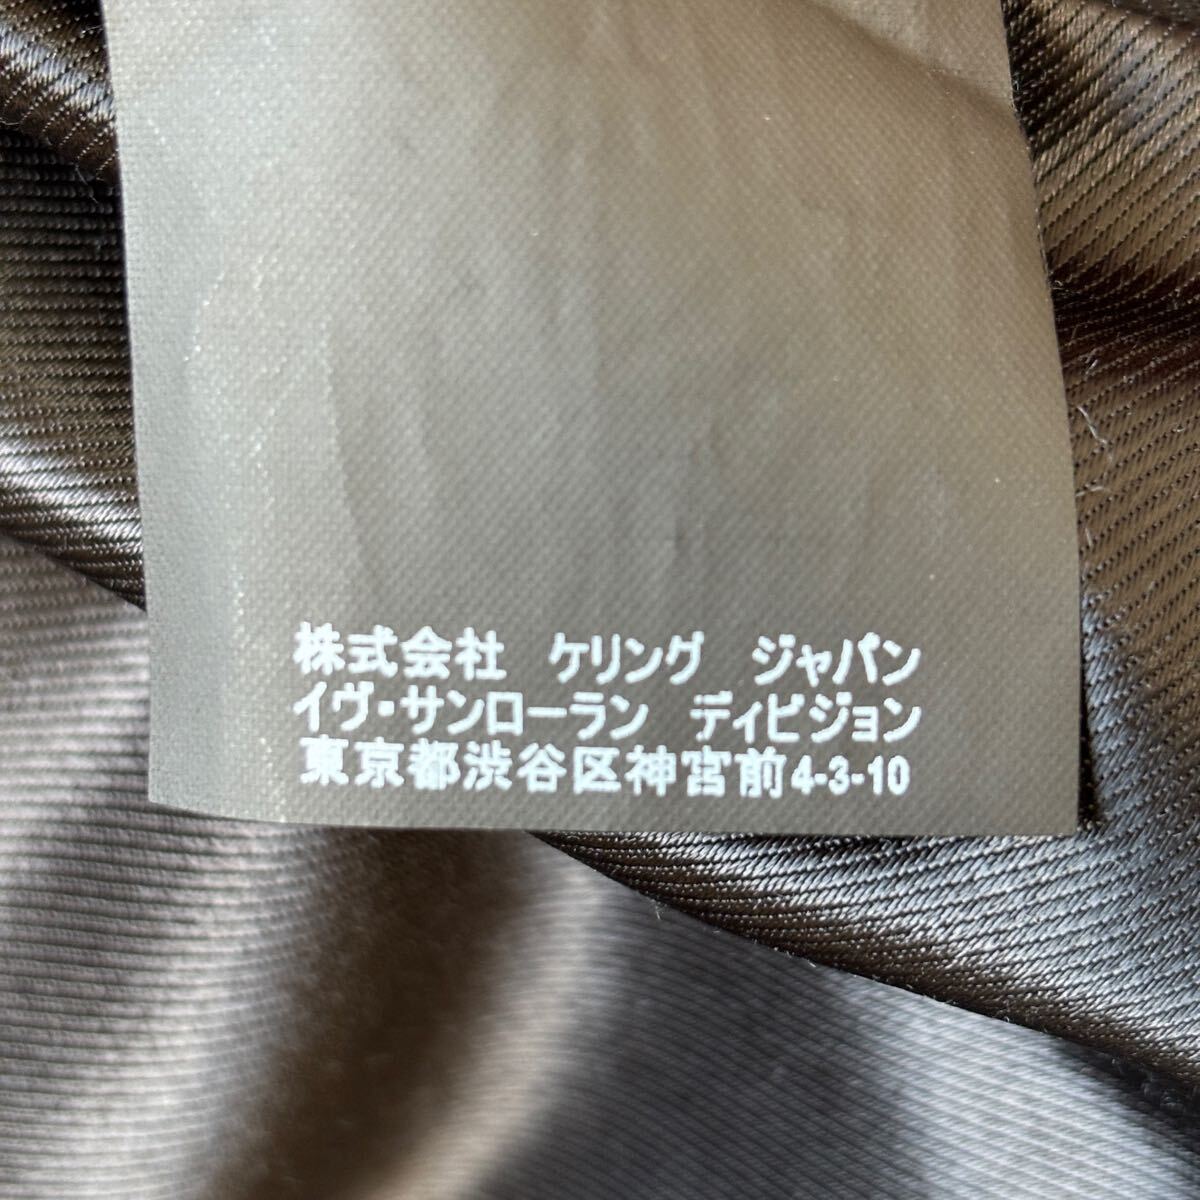 株式会社 ケリング ジャパン
イヴ・サンローラン ディビジョン
東京都渋谷区神宮前4-3-10